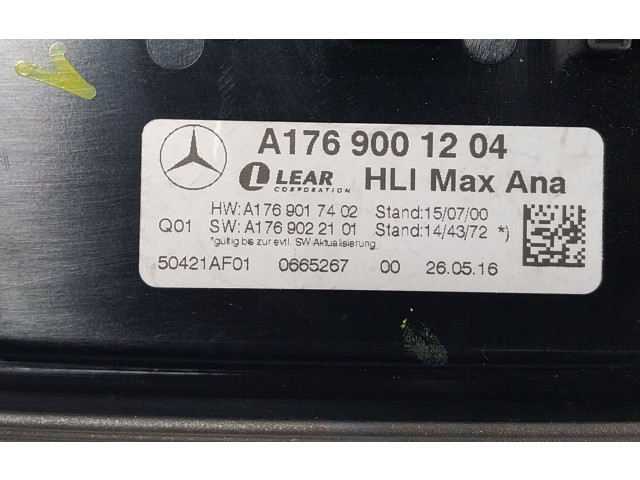 A176 900 12 04
LEAR CORPORATION HLI Max Ana
HW:A176 901 74 02 Stand:15/07/00
Q01 SW:A176 902 21 01 Stand:14/43/72 *)
*gültig bis zur evtl. SW-Aktualisierung.
50421AF01 0665267 00 26.05.16